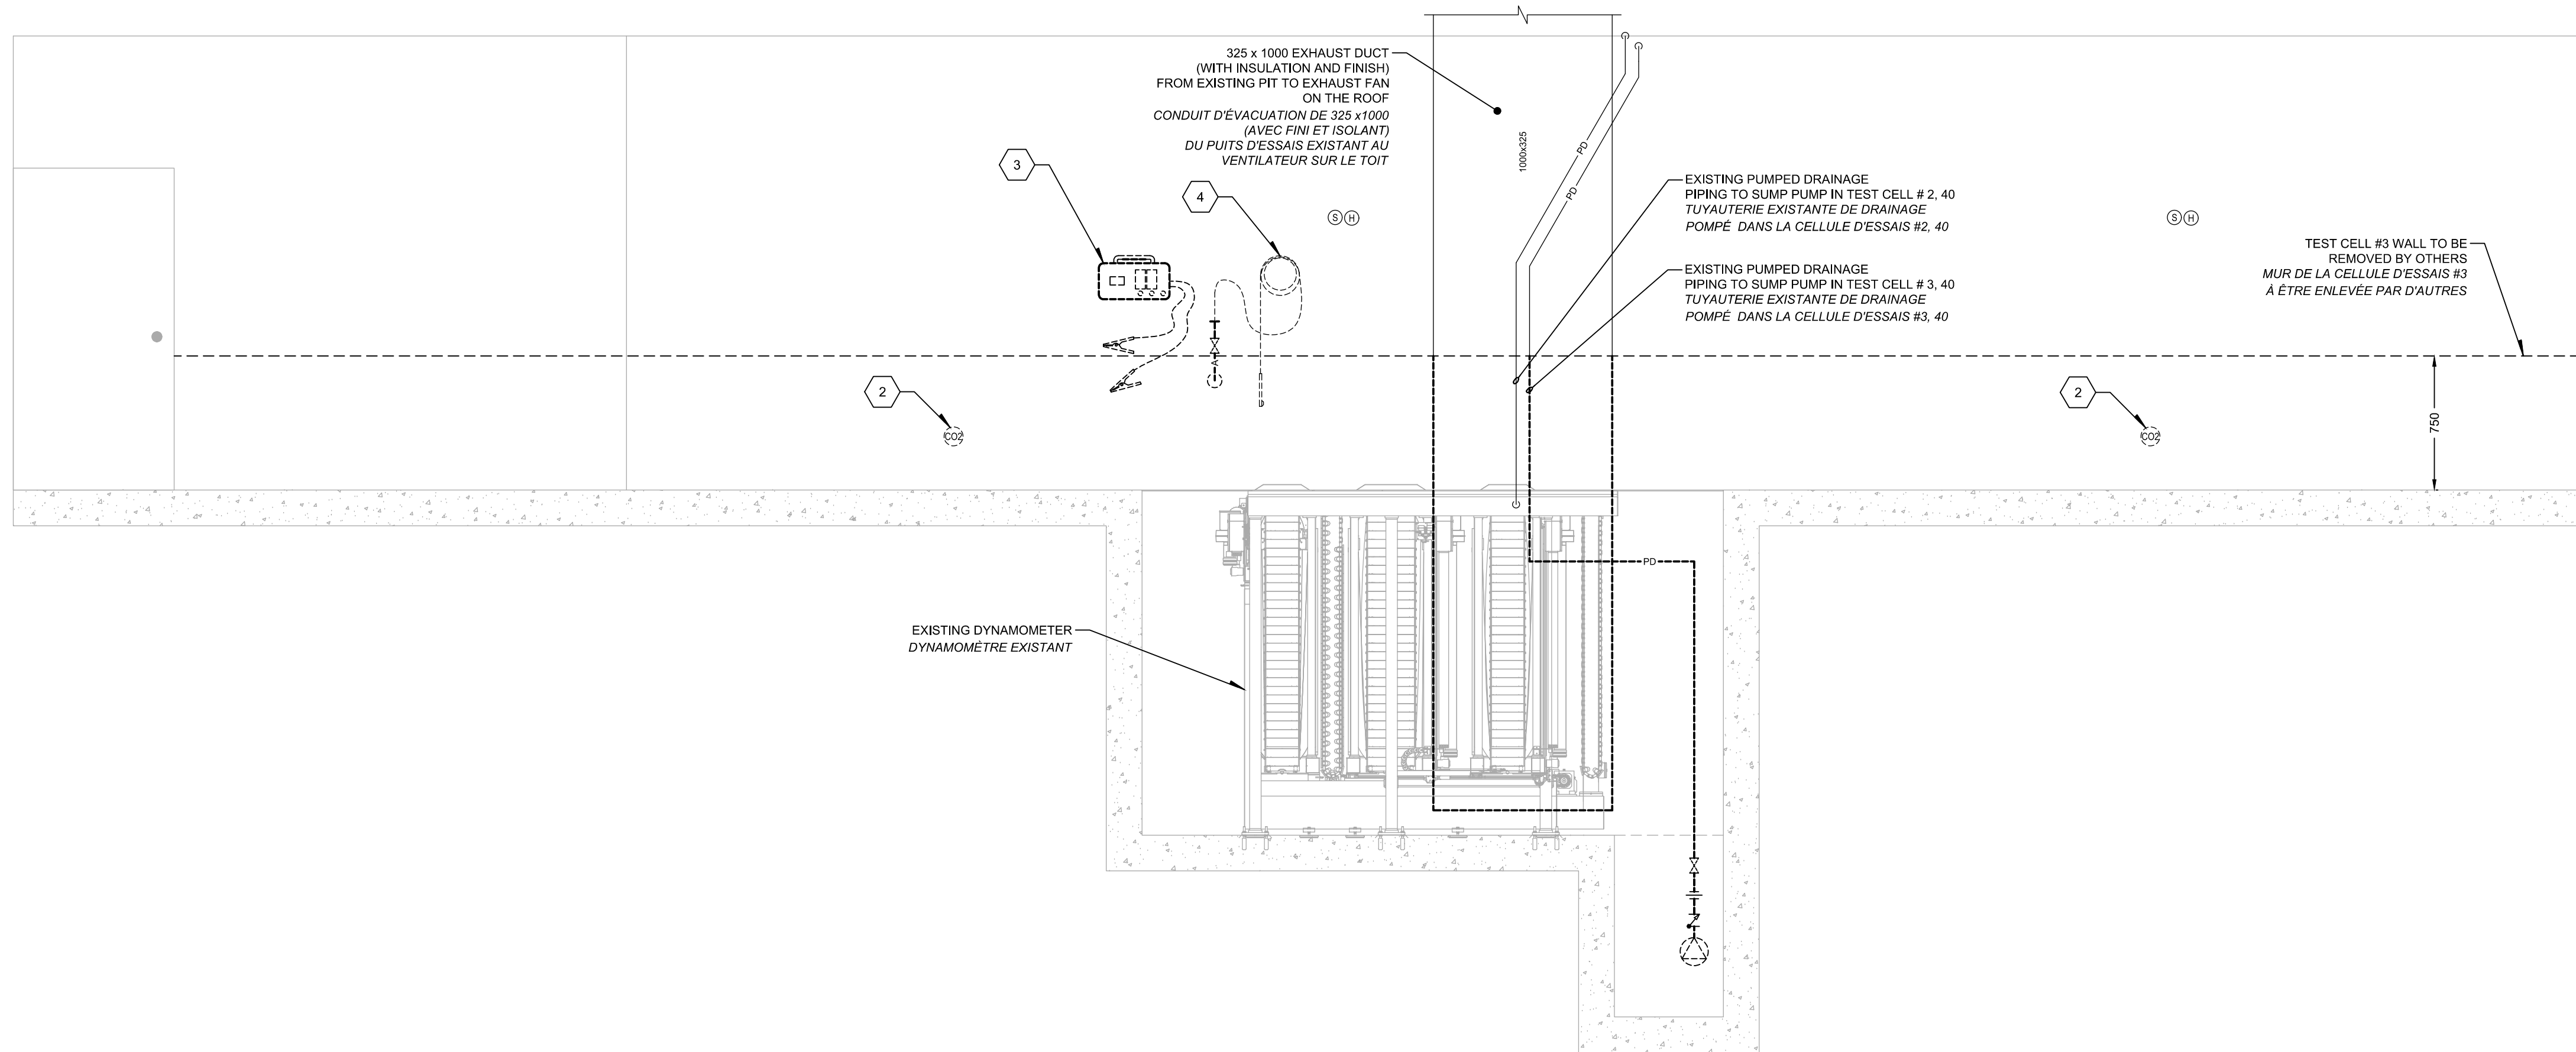 325 x 1000 EXHAUST DUCT
(WITH INSULATION AND FINISH)
FROM EXISTING PIT TO EXHAUST FAN
ON THE ROOF
CONDUIT D'ÉVACUATION DE 325 x1000
(AVEC FINI ET ISOLANT)
DU PUITS D'ESSAIS EXISTANT AU
VENTILATEUR SUR LE TOIT
1000x325
PD
PD
3
4
S H
EXISTING PUMPED DRAINAGE
PIPING TO SUMP PUMP IN TEST CELL # 2, 40
TUYAUTERIE EXISTANTE DE DRAINAGE
POMPÉ DANS LA CELLULE D'ESSAIS #2, 40
EXISTING PUMPED DRAINAGE
PIPING TO SUMP PUMP IN TEST CELL # 3, 40
TUYAUTERIE EXISTANTE DE DRAINAGE
POMPÉ DANS LA CELLULE D'ESSAIS #3, 40
S H
TEST CELL #3 WALL TO BE
REMOVED BY OTHERS
MUR DE LA CELLULE D'ESSAIS #3
À ÊTRE ENLEVÉE PAR D'AUTRES
A
2
CO2
2
CO2
750
PD
EXISTING DYNAMOMETER
DYNAMOMÈTRE EXISTANT